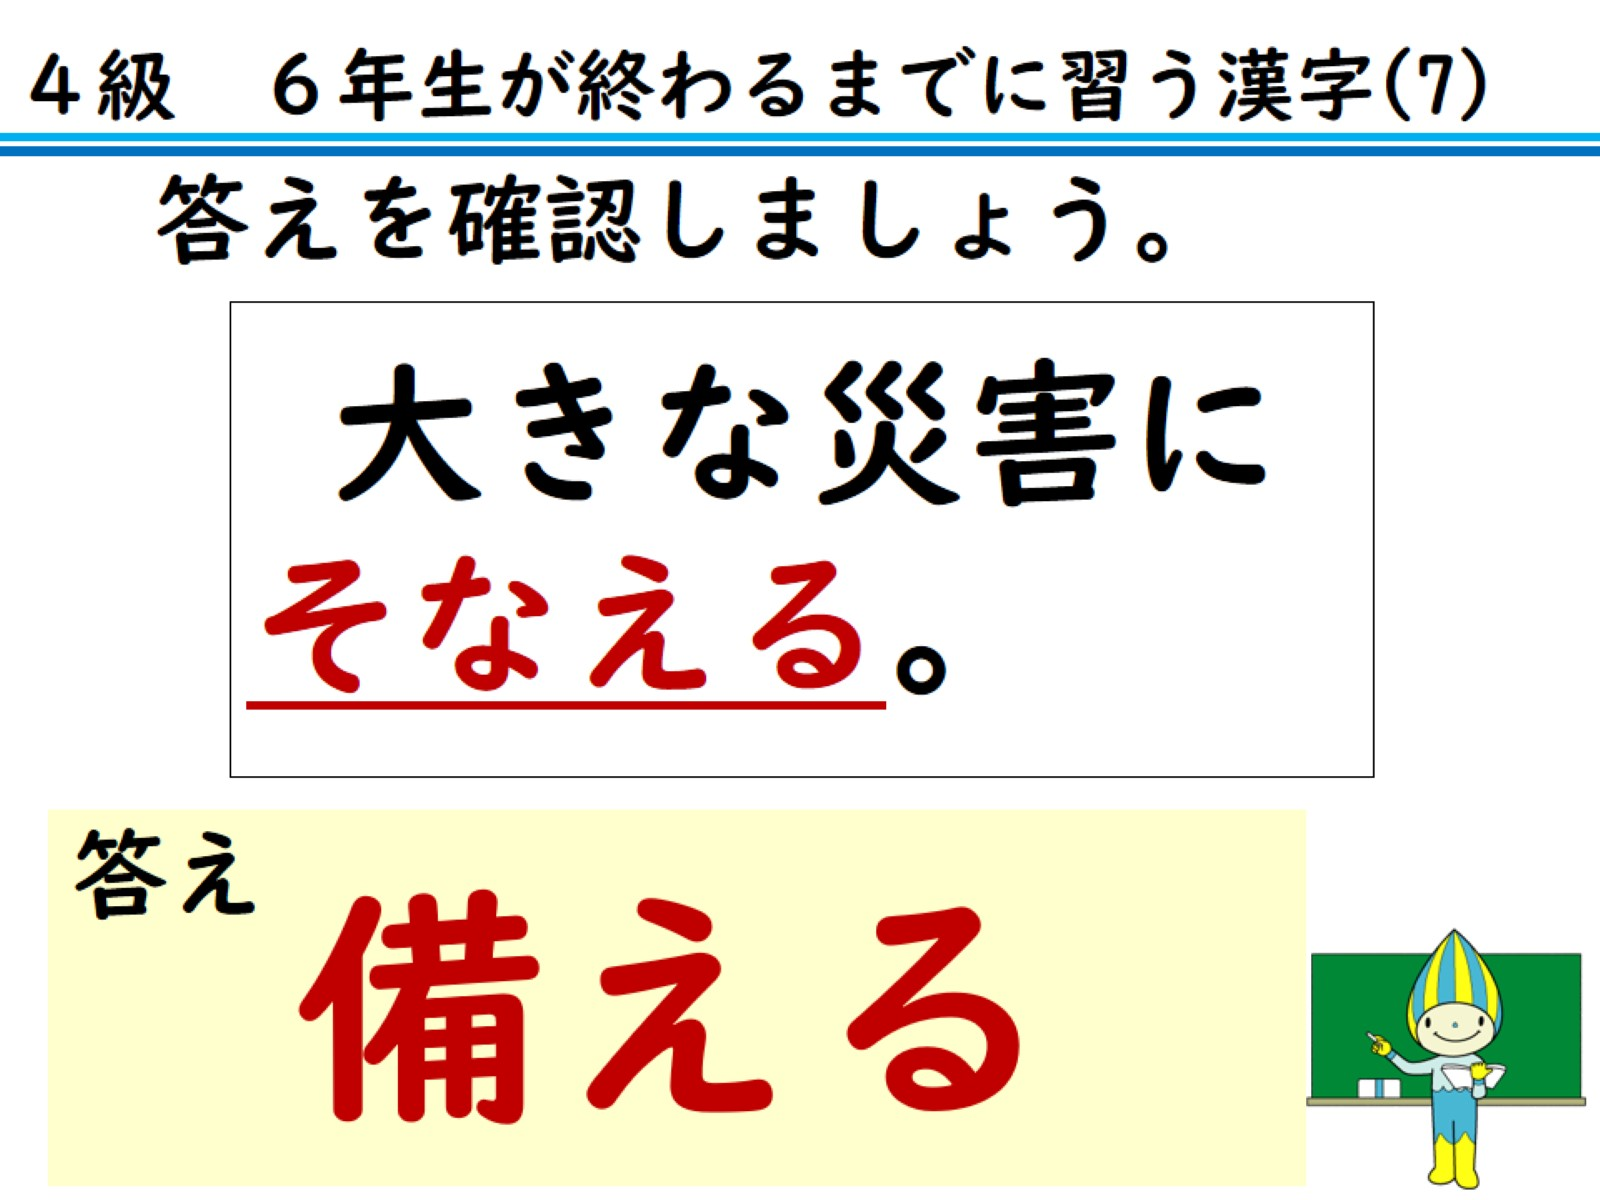 ４級　６年生が終わるまでに習う漢字(7)
答えを確認しましょう。
大きな災害に
そなえる。
答え
備える